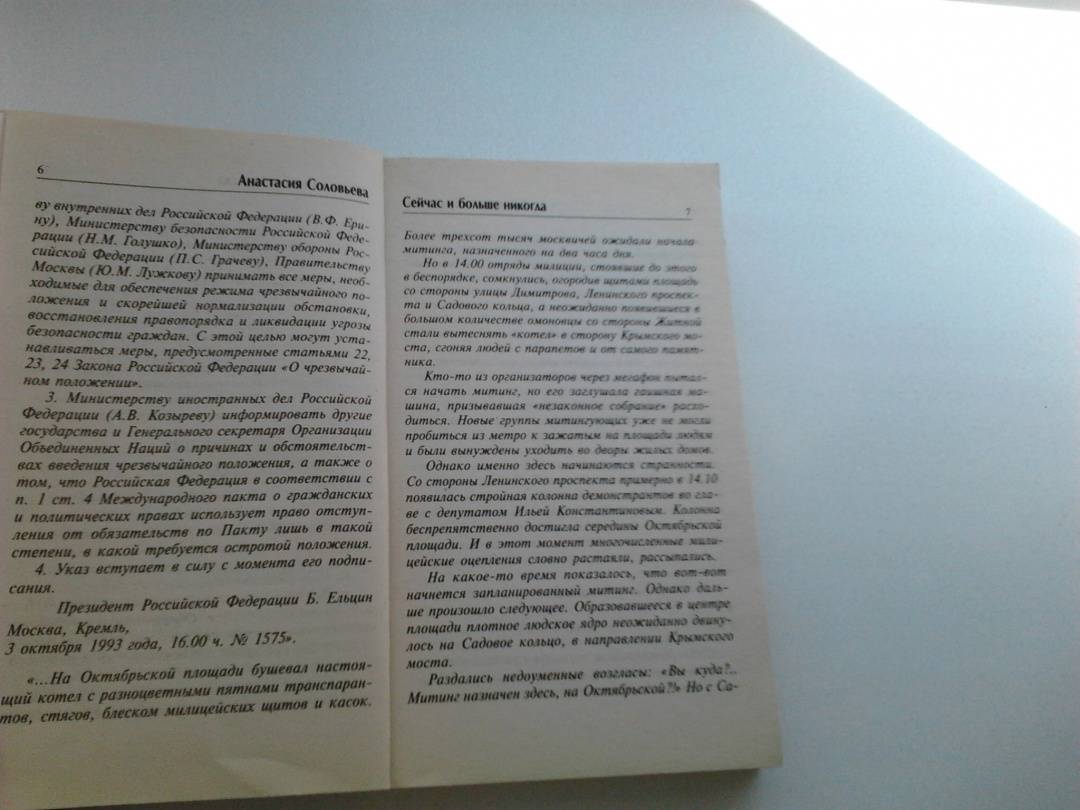 6
Анастасия Соловьева
ву внутренних дел Российской Федерации (В.Ф. Ери-
ну), Министерству безопасности Российской Феде-
рации (Н.М. Голушко), Министерству обороны Рос-
сийской Федерации (П.С. Грачеву), Правительству
Москвы (Ю.М. Лужкову) принимать все меры, необ-
ходимые для обеспечения режима чрезвычайного по-
ложения и скорейшей нормализации обстановки,
восстановления правопорядка и ликвидации угрозы
безопасности граждан. С этой целью могут уста-
навливаться меры, предусмотренные статьями 22,
23, 24 Закона Российской Федерации «О чрезвычай-
ном положении».
3. Министерству иностранных дел Российской
Федерации (А.В. Козыреву) информировать другие
государства и Генерального секретаря Организации
Объединенных Наций о причинах и обстоятельст-
вах введения чрезвычайного положения, а также о
том, что Российская Федерация в соответствии с
п. 1 ст. 4 Международного пакта о гражданских
и политических правах использует право отступ-
ления от обязательств по Пакту лишь в такой
степени, в какой требуется остротой положения.
4. Указ вступает в силу с момента его подпи-
сания.
Президент Российской Федерации Б. Ельцин
Москва, Кремль,
3 октября 1993 года, 16.00 ч. № 1575».
«...На Октябрьской площади бушевал настоя-
щий котел с разноцветными пятнами транспаран-
тов, стягов, блеском милицейских щитов и касок.
Сейчас и больше никогда
7
Более трехсот тысяч москвичей ожидали начала
митинга, назначенного на два часа дня.
Но в 14.00 отряды милиции, стоявшие до этого
в беспорядке, сомкнулись, огородив щитами площадь
со стороны улицы Димитрова, Ленинского проспек-
та и Садового кольца, а неожиданно появившиеся в
большом количестве омоновцы со стороны Житной
стали вытеснять «котел» в сторону Крымского мо-
ста, сгоняя людей с парапетов и от самого памят-
ника.
Кто-то из организаторов через мегафон пытал-
ся начать митинг, но его заглушала гаишная ма-
шина, призывавшая «незаконное собрание» расхо-
диться. Новые группы митингующих уже не могли
пробиться из метро к зажатым на площади людям
и были вынуждены уходить во дворы жилых домов.
Однако именно здесь начинаются странности.
Со стороны Ленинского проспекта примерно в 14.10
появилась стройная колонна демонстрантов во гла-
ве с депутатом Ильей Константиновым. Колонна
беспрепятственно достигла середины Октябрьской
площади. И в этот момент многочисленные мили-
цейские оцепления словно растаяли, рассыпались.
На какое-то время показалось, что вот-вот
начнется запланированный митинг. Однако даль-
ше произошло следующее. Образовавшееся в центре
площади плотное людское ядро неожиданно двину-
лось на Садовое кольцо, в направлении Крымского
моста.
Раздались недоуменные возгласы: «Вы куда?..
Митинг назначен здесь, на Октябрьской?!» Но с Са-